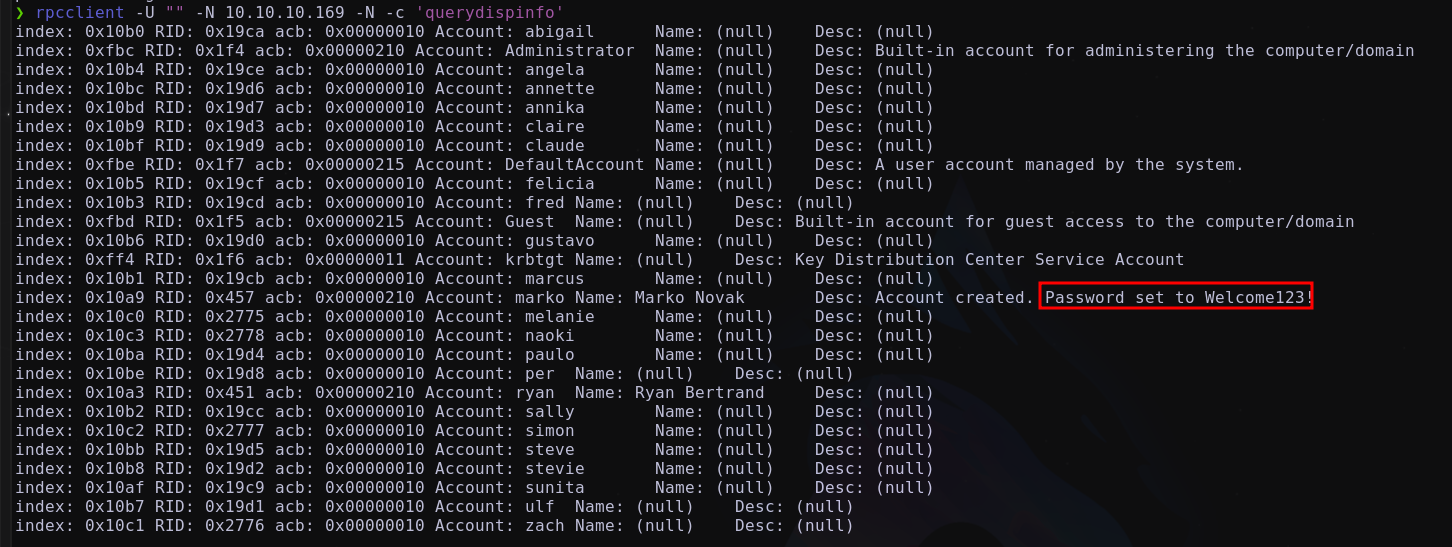 ❯ rpcclient -U "" -N 10.10.10.169 -N -c 'querydispinfo'
index: 0x10b0 RID: 0x19ca acb: 0x00000010 Account: abigail Name: (null) Desc: (null)
index: 0xfbc RID: 0x1f4 acb: 0x00000210 Account: Administrator Name: (null) Desc: Built-in account for administering the computer/domain
index: 0x10b4 RID: 0x19ce acb: 0x00000010 Account: angela Name: (null) Desc: (null)
index: 0x10bc RID: 0x19d6 acb: 0x00000010 Account: annette Name: (null) Desc: (null)
index: 0x10bd RID: 0x19d7 acb: 0x00000010 Account: annika Name: (null) Desc: (null)
index: 0x10b9 RID: 0x19d3 acb: 0x00000010 Account: claire Name: (null) Desc: (null)
index: 0x10bf RID: 0x19d9 acb: 0x00000010 Account: claude Name: (null) Desc: (null)
index: 0xfbe RID: 0x1f7 acb: 0x00000215 Account: DefaultAccount Name: (null) Desc: A user account managed by the system.
index: 0x10b5 RID: 0x19cf acb: 0x00000010 Account: felicia Name: (null) Desc: (null)
index: 0x10b3 RID: 0x19cd acb: 0x00000010 Account: fred Name: (null) Desc: (null)
index: 0xfbd RID: 0x1f5 acb: 0x00000215 Account: Guest Name: (null) Desc: Built-in account for guest access to the computer/domain
index: 0x10b6 RID: 0x19d0 acb: 0x00000010 Account: gustavo Name: (null) Desc: (null)
index: 0xff4 RID: 0x1f6 acb: 0x00000011 Account: krbtgt Name: (null) Desc: Key Distribution Center Service Account
index: 0x10b1 RID: 0x19cb acb: 0x00000010 Account: marcus Name: (null) Desc: (null)
index: 0x10a9 RID: 0x457 acb: 0x00000210 Account: marko Name: Marko Novak Desc: Account created. Password set to Welcome123!
index: 0x10c0 RID: 0x2775 acb: 0x00000010 Account: melanie Name: (null) Desc: (null)
index: 0x10c3 RID: 0x2778 acb: 0x00000010 Account: naoki Name: (null) Desc: (null)
index: 0x10ba RID: 0x19d4 acb: 0x00000010 Account: paulo Name: (null) Desc: (null)
index: 0x10be RID: 0x19d8 acb: 0x00000010 Account: per Name: (null) Desc: (null)
index: 0x10a3 RID: 0x451 acb: 0x00000210 Account: ryan Name: Ryan Bertrand Desc: (null)
index: 0x10b2 RID: 0x19cc acb: 0x00000010 Account: sally Name: (null) Desc: (null)
index: 0x10c2 RID: 0x2777 acb: 0x00000010 Account: simon Name: (null) Desc: (null)
index: 0x10bb RID: 0x19d5 acb: 0x00000010 Account: steve Name: (null) Desc: (null)
index: 0x10b8 RID: 0x19d2 acb: 0x00000010 Account: stevie Name: (null) Desc: (null)
index: 0x10af RID: 0x19c9 acb: 0x00000010 Account: sunita Name: (null) Desc: (null)
index: 0x10b7 RID: 0x19d1 acb: 0x00000010 Account: ulf Name: (null) Desc: (null)
index: 0x10c1 RID: 0x2776 acb: 0x00000010 Account: zach Name: (null) Desc: (null)